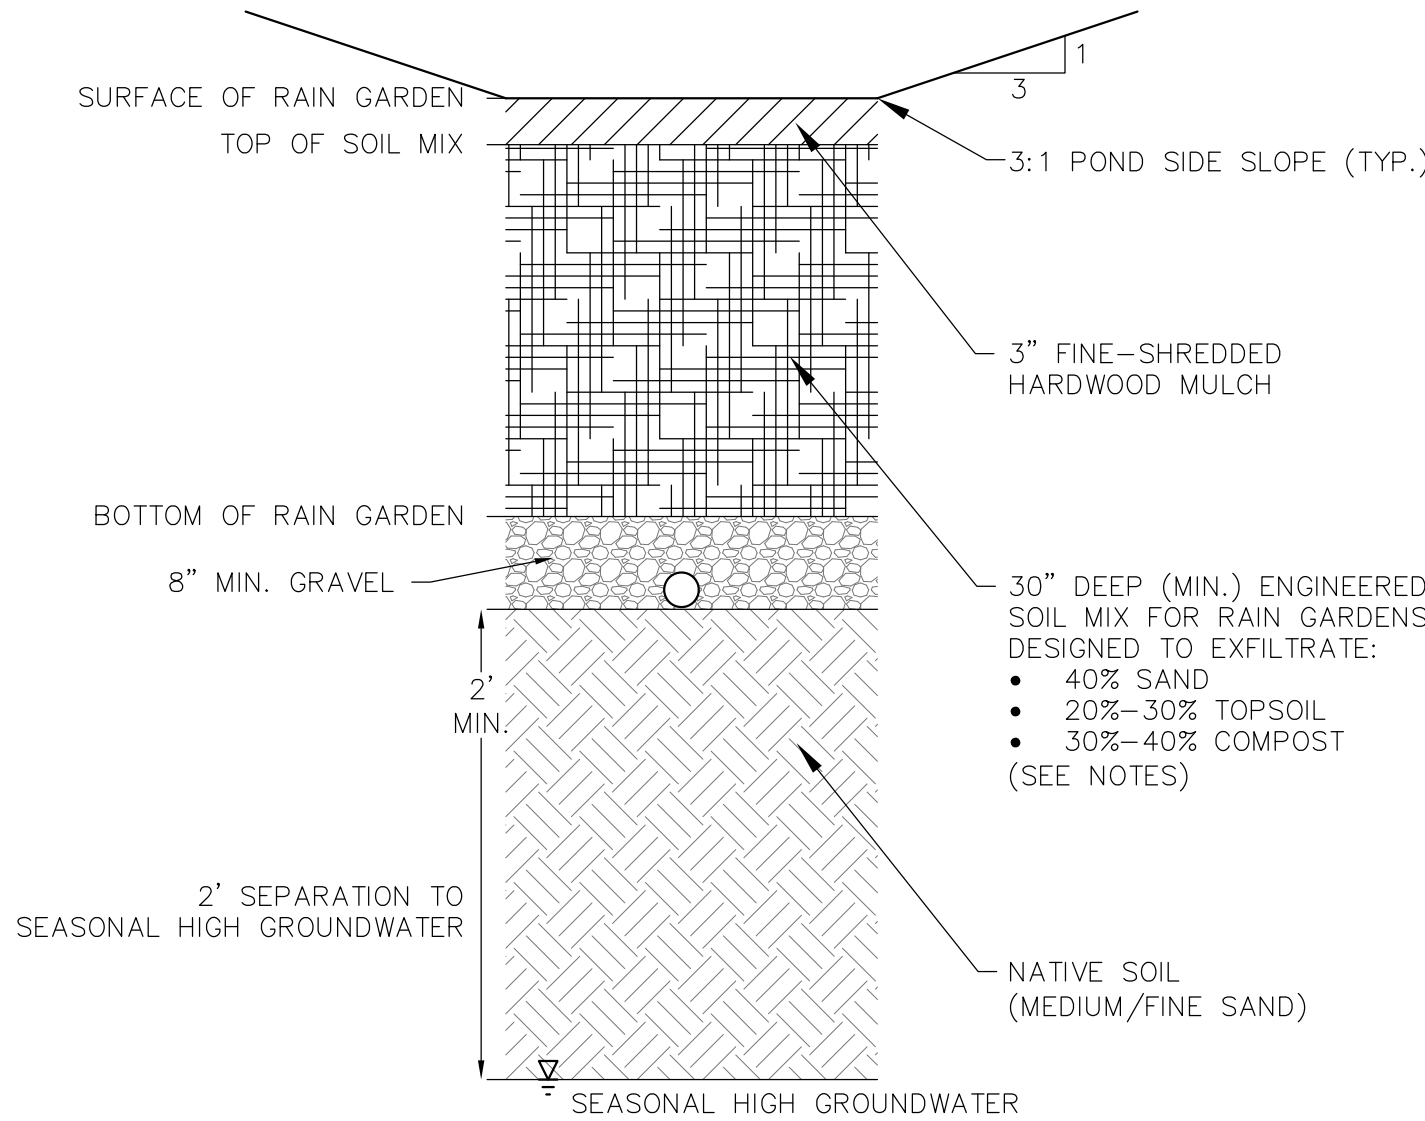 1
3
SURFACE OF RAIN GARDEN
TOP OF SOIL MIX
3:1 POND SIDE SLOPE (TYP.)
3” FINE–SHREDDED
HARDWOOD MULCH
BOTTOM OF RAIN GARDEN
8” MIN. GRAVEL
30” DEEP (MIN.) ENGINEERED
SOIL MIX FOR RAIN GARDENS
DESIGNED TO EXFILTRATE:
• 40% SAND
• 20%–30% TOPSOIL
• 30%–40% COMPOST
(SEE NOTES)
2’
MIN.
2’ SEPARATION TO
SEASONAL HIGH GROUNDWATER
NATIVE SOIL
(MEDIUM/FINE SAND)
SEASONAL HIGH GROUNDWATER